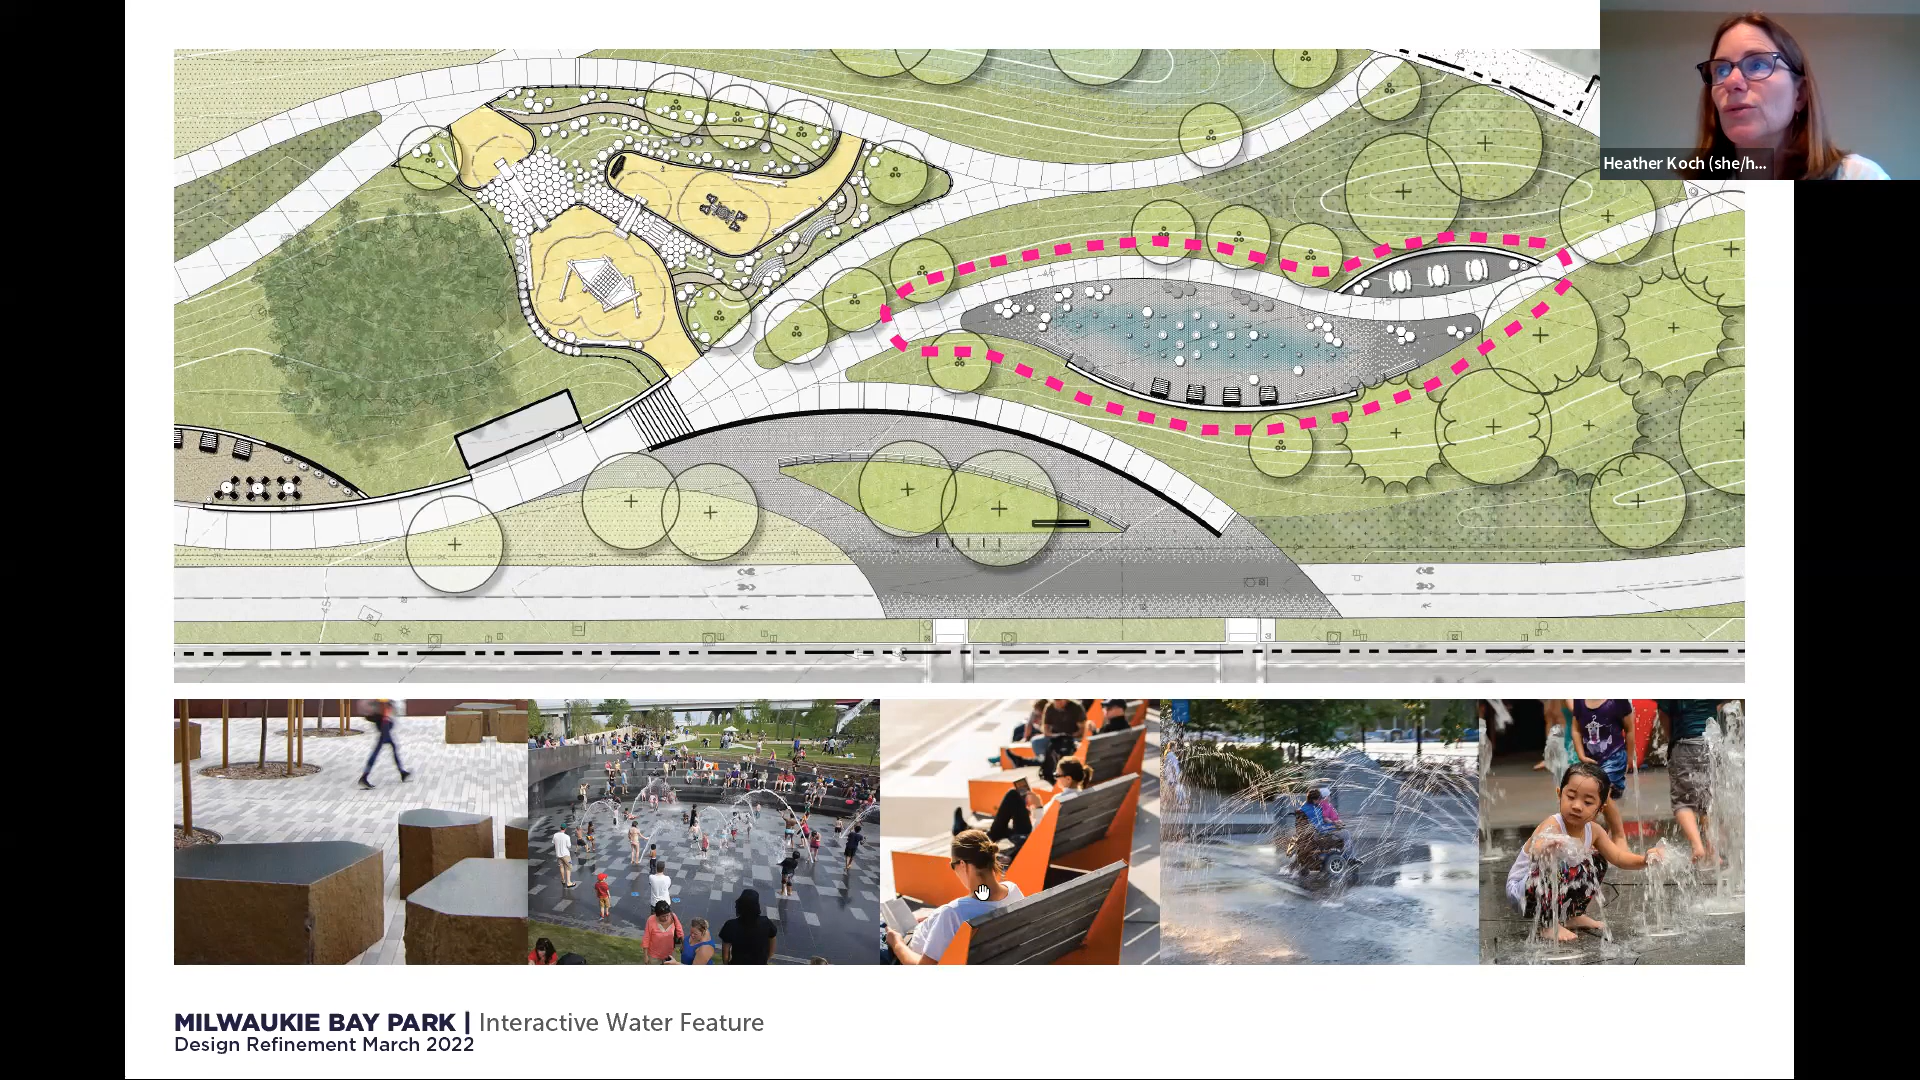 Heather Koch (she/h...
MILWAUKIE BAY PARK | Interactive Water Feature
Design Refinement March 2022